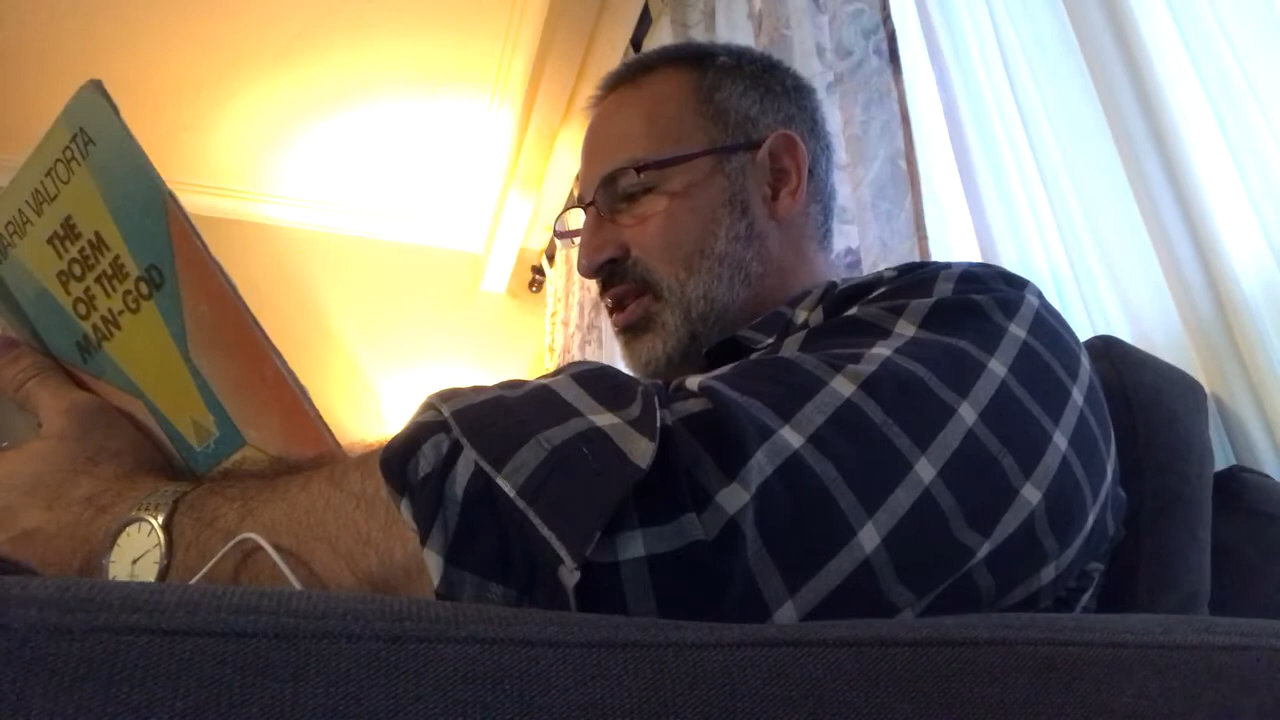 MARIA VALTORTA
THE
POEM
OF THE
MAN-GOD